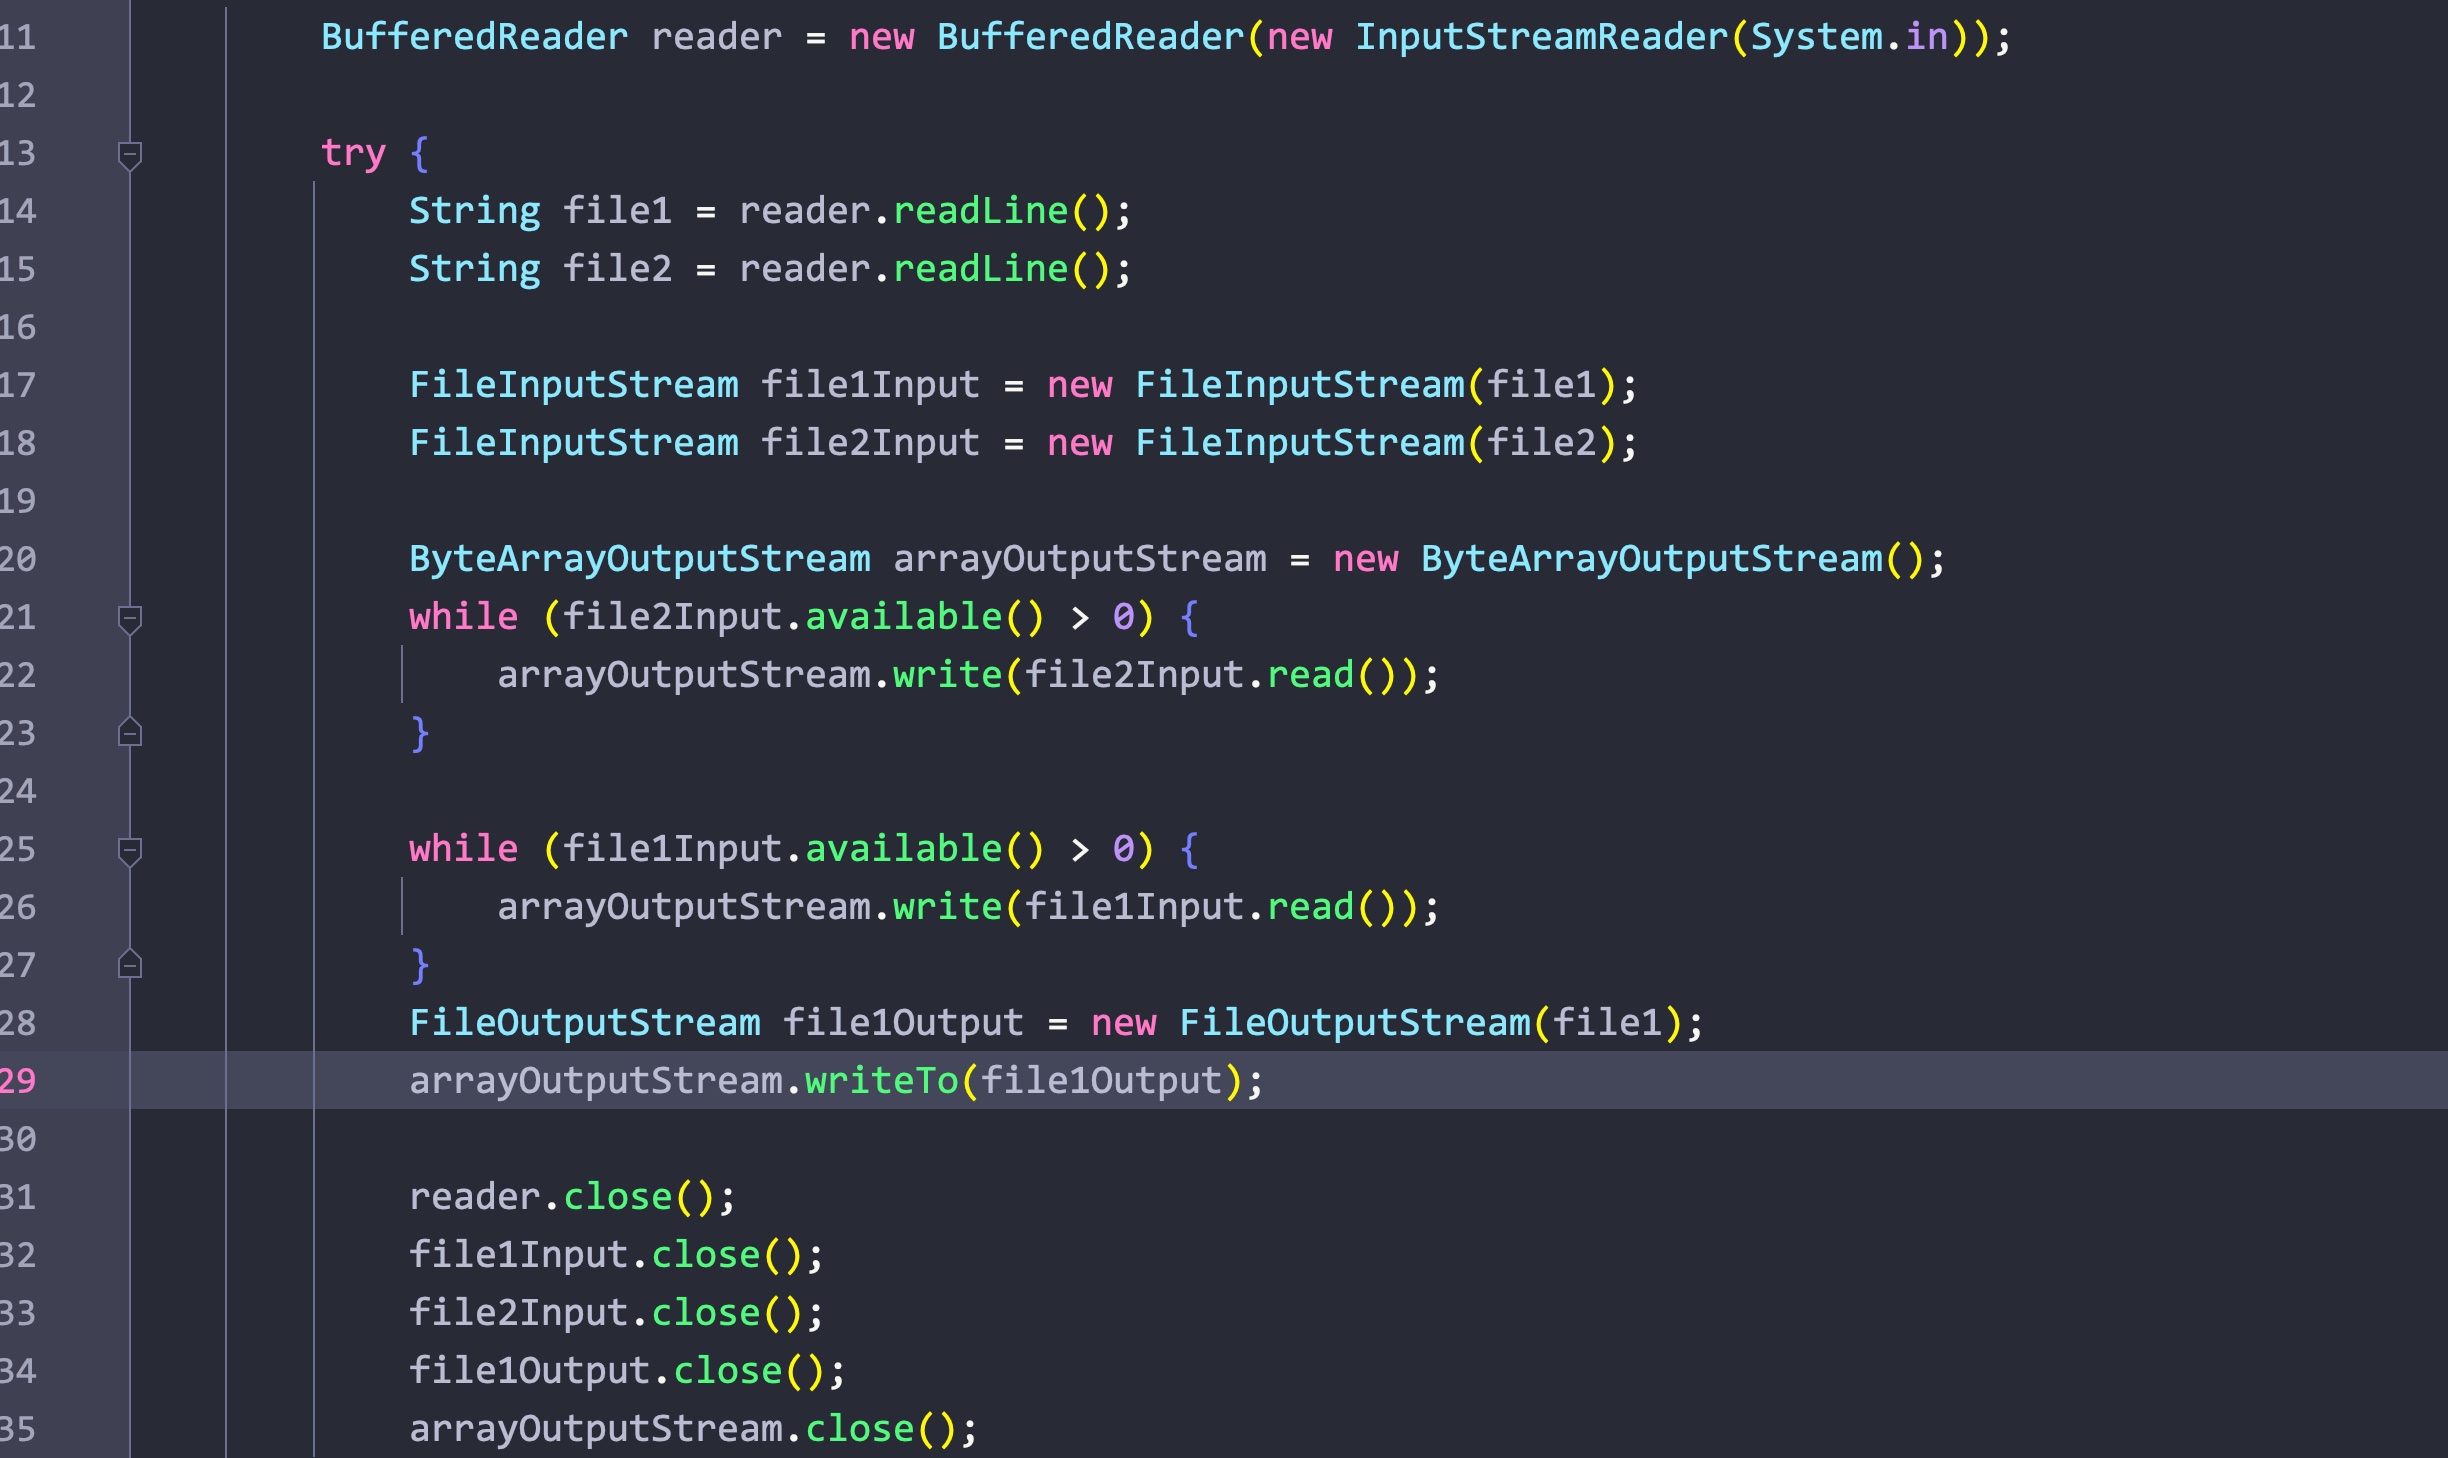 11 BufferedReader reader = new BufferedReader(new InputStreamReader(System.in));
12
13 try {
14 String file1 = reader.readLine();
15 String file2 = reader.readLine();
16
17 FileInputStream file1Input = new FileInputStream(file1);
18 FileInputStream file2Input = new FileInputStream(file2);
19
20 ByteArrayOutputStream arrayOutputStream = new ByteArrayOutputStream();
21 while (file2Input.available() > 0) {
22 arrayOutputStream.write(file2Input.read());
23 }
24
25 while (file1Input.available() > 0) {
26 arrayOutputStream.write(file1Input.read());
27 }
28 FileOutputStream file1Output = new FileOutputStream(file1);
29 arrayOutputStream.writeTo(file1Output);
30
31 reader.close();
32 file1Input.close();
33 file2Input.close();
34 file1Output.close();
35 arrayOutputStream.close();